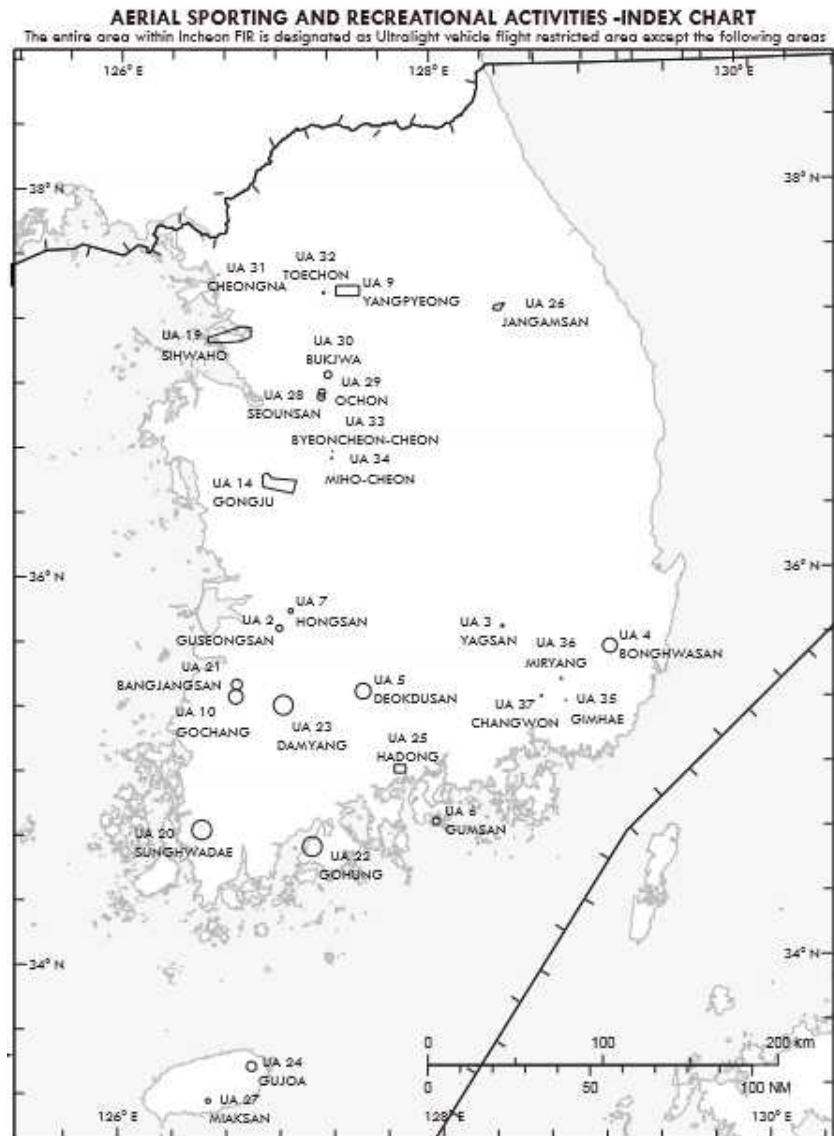 AERIAL SPORTING AND RECREATIONAL ACTIVITIES -INDEX CHART
The entire area within Incheon FIR is designated as Ultralight vehicle flight restricted area except the following areas
126° E
128° E
130° E
38° N
38° N
UA 31
CHEONGNA
UA 32
TOECHON
UA 9
YANGPYEONG
UA 26
JANGAMSAN
UA 19
SIHWAHO
UA 30
BUKJWA
UA 29
OCHON
UA 28
SEOUNSAN
UA 33
BYEONCHEON-CHEON
UA 34
MIHO-CHEON
UA 14
GONGJU
36° N
36° N
UA 7
HONGSAN
UA 2
GUSEONGSAN
UA 3
YAGSAN
UA 36
MIRYANG
UA 4
BONGHWASAN
UA 21
BANGJANGSAN
UA 10
GOCHANG
UA 5
DEOKDUSAN
UA 23
DAMYANG
UA 37
CHANGWON
UA 35
GIMHAE
UA 25
HADONG
UA 6
GUMSAN
UA 20
SUNGHWADAE
UA 22
GOHUNG
34° N
34° N
0 100 200 km
0 50 100 NM
UA 24
GUJOA
UA 27
MIAKSAN
126° E
128° E
130° E